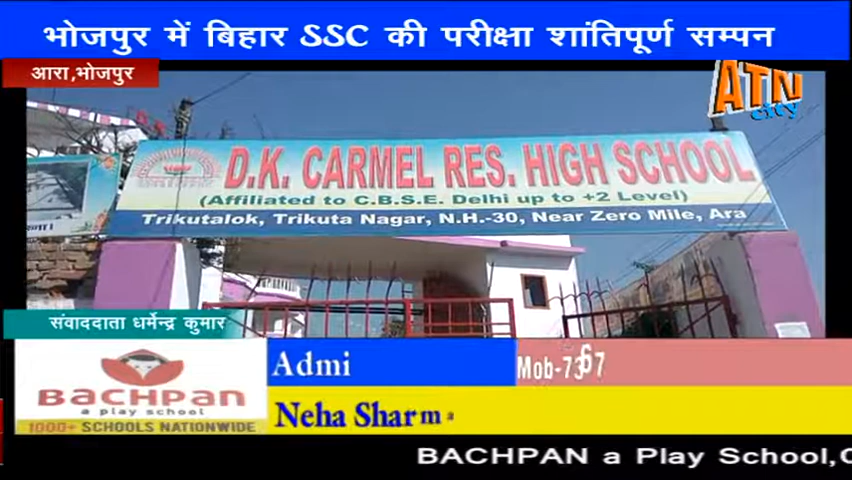 भोजपुर में बिहार SSC की परीक्षा शांतिपूर्ण सम्पन
आरा,भोजपुर
ATN
city
D.K. CARMEL RES. HIGH SCHOOL
(Affiliated to C.B.S.E. Delhi up to +2 Level)
TRIKUTALOK, TRIKUTA NAGAR, N.H.-30, NEAR ZERO MILE, ARA
संवाददाता धर्मेन्द्र कुमार
BACHPAN
a play school
1000+ SCHOOLS NATIONWIDE
Admi
Mob-7367
Neha Sharma
BACHPAN a Play School,